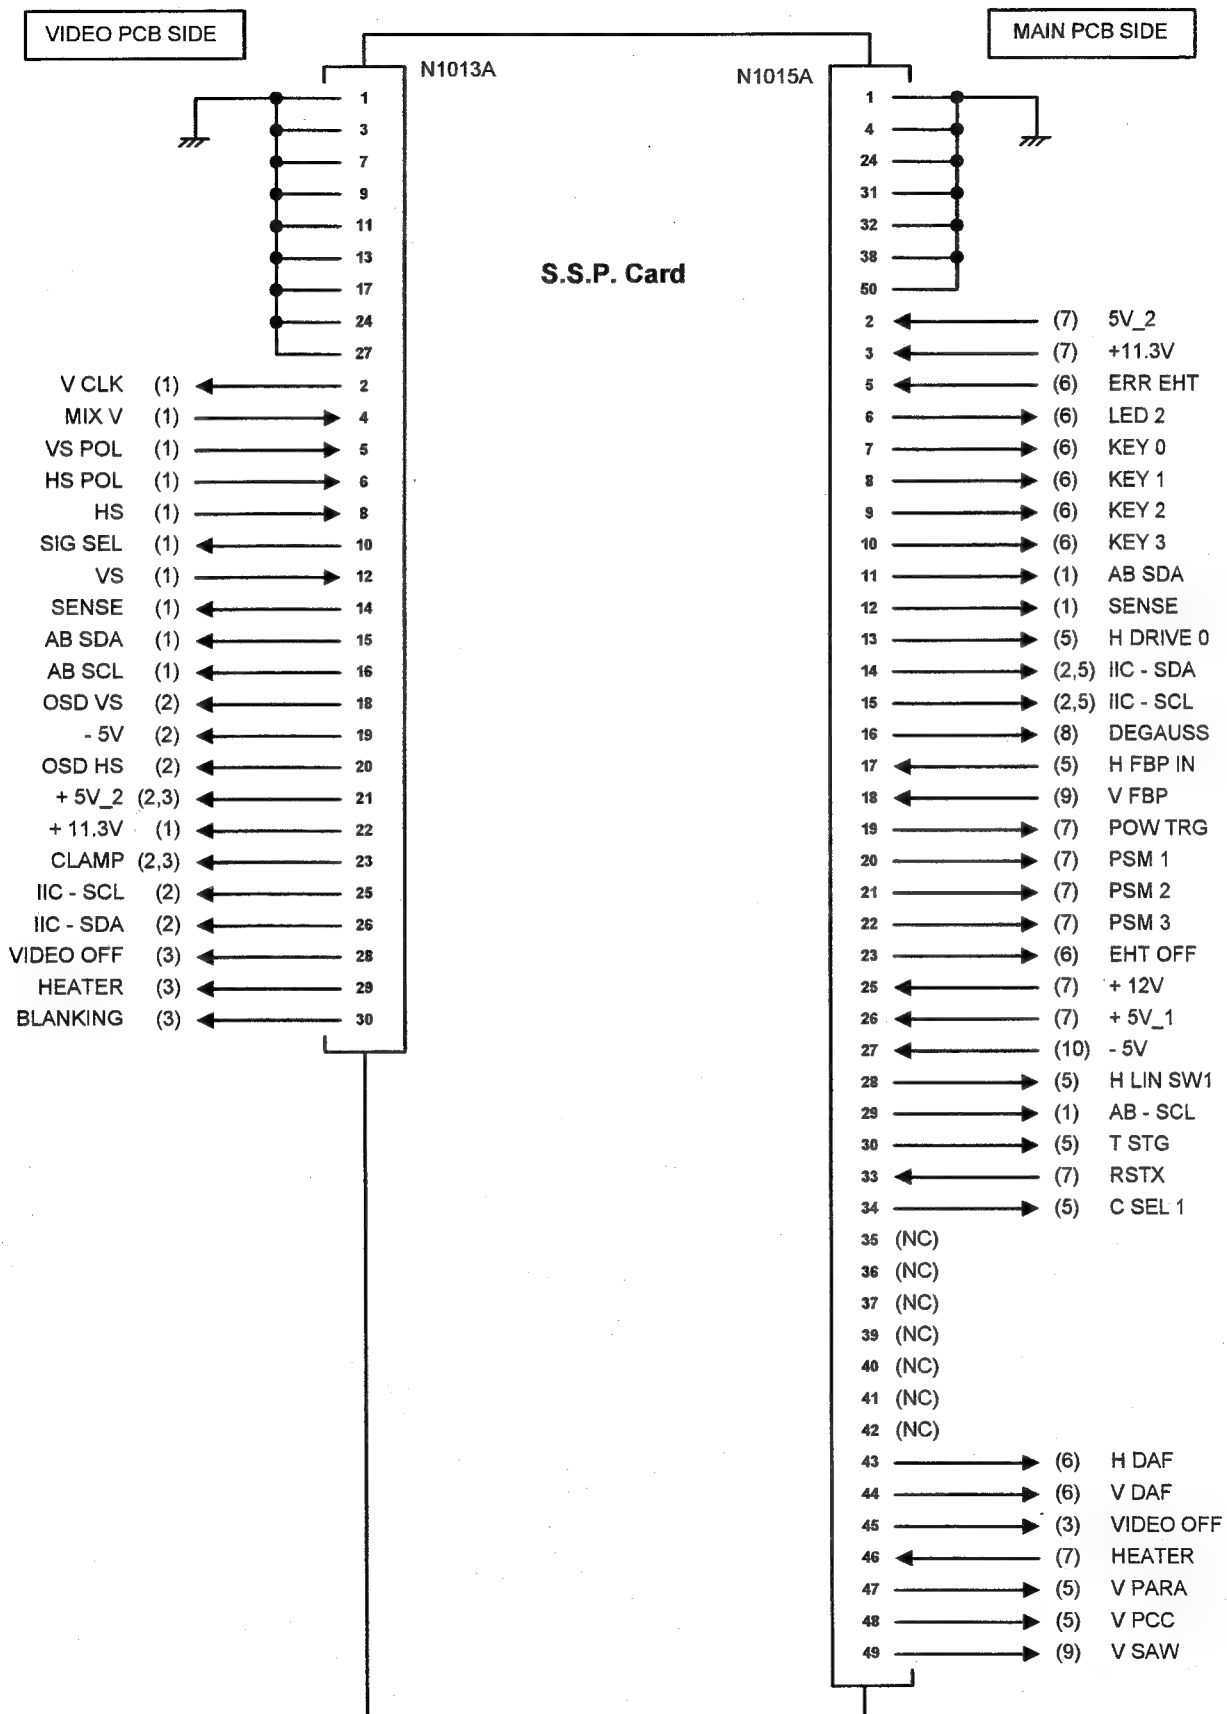 VIDEO PCB SIDE
MAIN PCB SIDE
N1013A
N1015A
S.S.P. Card
1
3
7
9
11
13
17
24
27
V CLK (1) 2
MIX V (1) 4
VS POL (1) 5
HS POL (1) 6
HS (1) 8
SIG SEL (1) 10
VS (1) 12
SENSE (1) 14
AB SDA (1) 15
AB SCL (1) 16
OSD VS (2) 18
- 5V (2) 19
OSD HS (2) 20
+ 5V_2 (2,3) 21
+ 11.3V (1) 22
CLAMP (2,3) 23
IIC - SCL (2) 25
IIC - SDA (2) 26
VIDEO OFF (3) 28
HEATER (3) 29
BLANKING (3) 30
1
4
24
31
32
38
50
2 (7) 5V_2
3 (7) +11.3V
5 (6) ERR EHT
6 (6) LED 2
7 (6) KEY 0
8 (6) KEY 1
9 (6) KEY 2
10 (6) KEY 3
11 (1) AB SDA
12 (1) SENSE
13 (5) H DRIVE 0
14 (2,5) IIC - SDA
15 (2,5) IIC - SCL
16 (8) DEGAUSS
17 (5) H FBP IN
18 (9) V FBP
19 (7) POW TRG
20 (7) PSM 1
21 (7) PSM 2
22 (7) PSM 3
23 (6) EHT OFF
25 (7) + 12V
26 (7) + 5V_1
27 (10) - 5V
28 (5) H LIN SW1
29 (1) AB - SCL
30 (5) T STG
33 (7) RSTX
34 (5) C SEL 1
35 (NC)
36 (NC)
37 (NC)
39 (NC)
40 (NC)
41 (NC)
42 (NC)
43 (6) H DAF
44 (6) V DAF
45 (3) VIDEO OFF
46 (7) HEATER
47 (5) V PARA
48 (5) V PCC
49 (9) V SAW